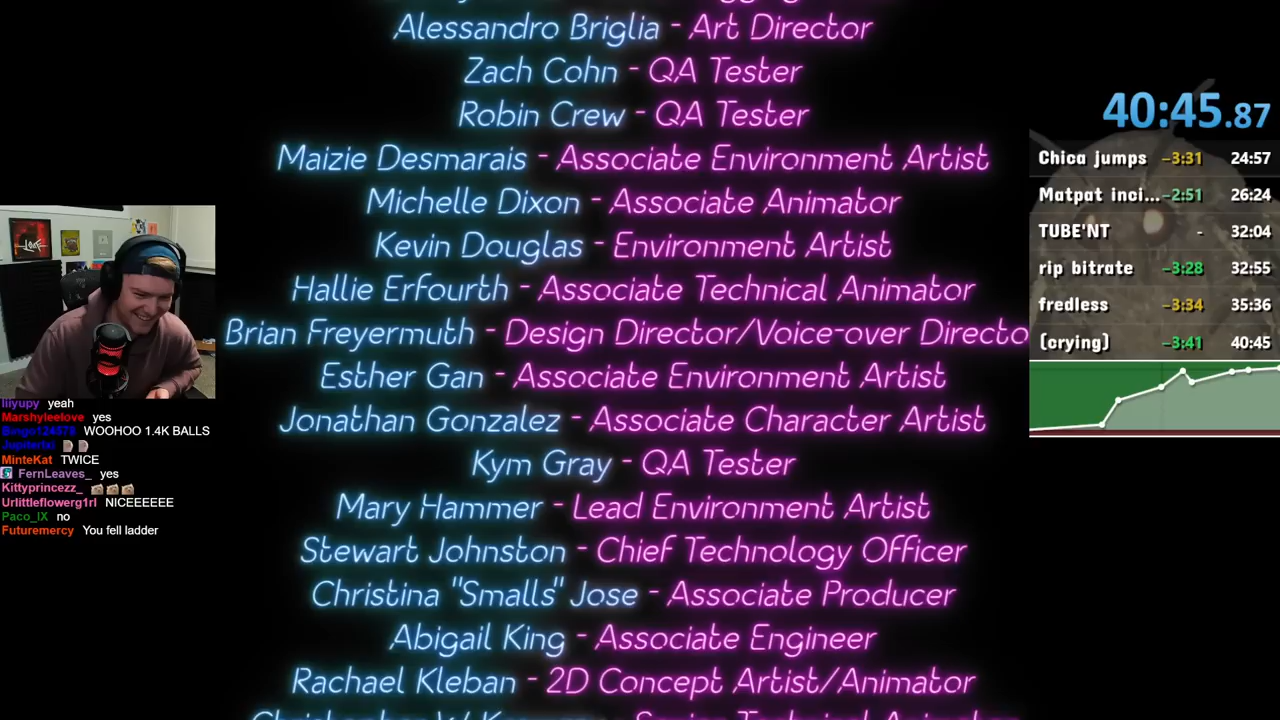 Alessandro Briglia - Art Director
Zach Cohn - QA Tester
Robin Crew - QA Tester
Maizie Desmarais - Associate Environment Artist
Michelle Dixon - Associate Animator
Kevin Douglas - Environment Artist
Hallie Erfourth - Associate Technical Animator
Brian Freyermuth - Design Director/Voice-over Directo
Esther Gan - Associate Environment Artist
Jonathan Gonzalez - Associate Character Artist
Kym Gray - QA Tester
Mary Hammer - Lead Environment Artist
Stewart Johnston - Chief Technology Officer
Christina "Smalls" Jose - Associate Producer
Abigail King - Associate Engineer
Rachael Kleban - 2D Concept Artist/Animator
40:45.87
Chica jumps -3:31 24:57
Matpat inci... -2:51 26:24
TUBE'NT - 32:04
rip bitrate -3:28 32:55
fredless -3:34 35:36
(crying) -3:41 40:45
lilyupy yeah
Marshyleelove yes
WOOHOO 1.4K BALLS
MinteKat TWICE
FernLeaves_ yes
Kittyprincezz_
Urlittleflowerg1rl NICEEEEEE
Paco_IX no
Futuremercy You fell ladder